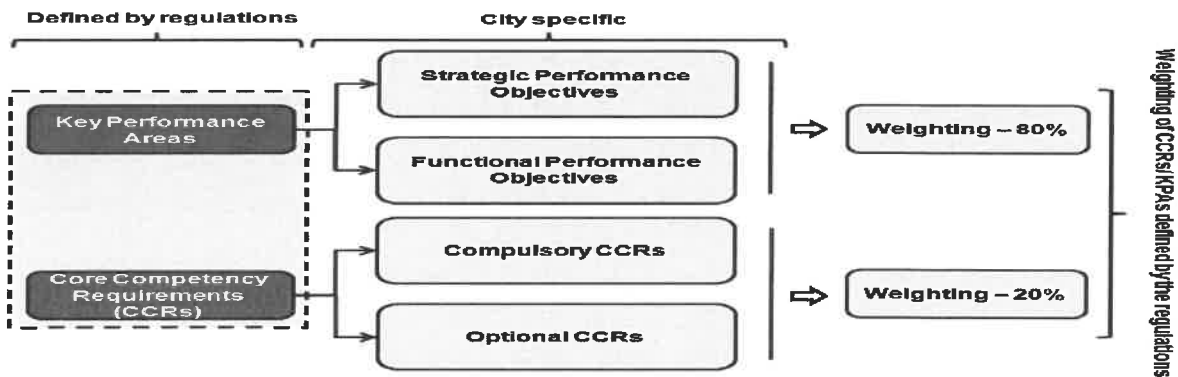 Defined by regulations
City specific
Key Performance
Areas
Strategic Performance
Objectives
Functional Performance
Objectives
Weighting – 80%
Core Competency
Requirements
(CCRs)
Compulsory CCRs
Optional CCRs
Weighting – 20%
Weighting of CCRs/KPAs defined by the regulations